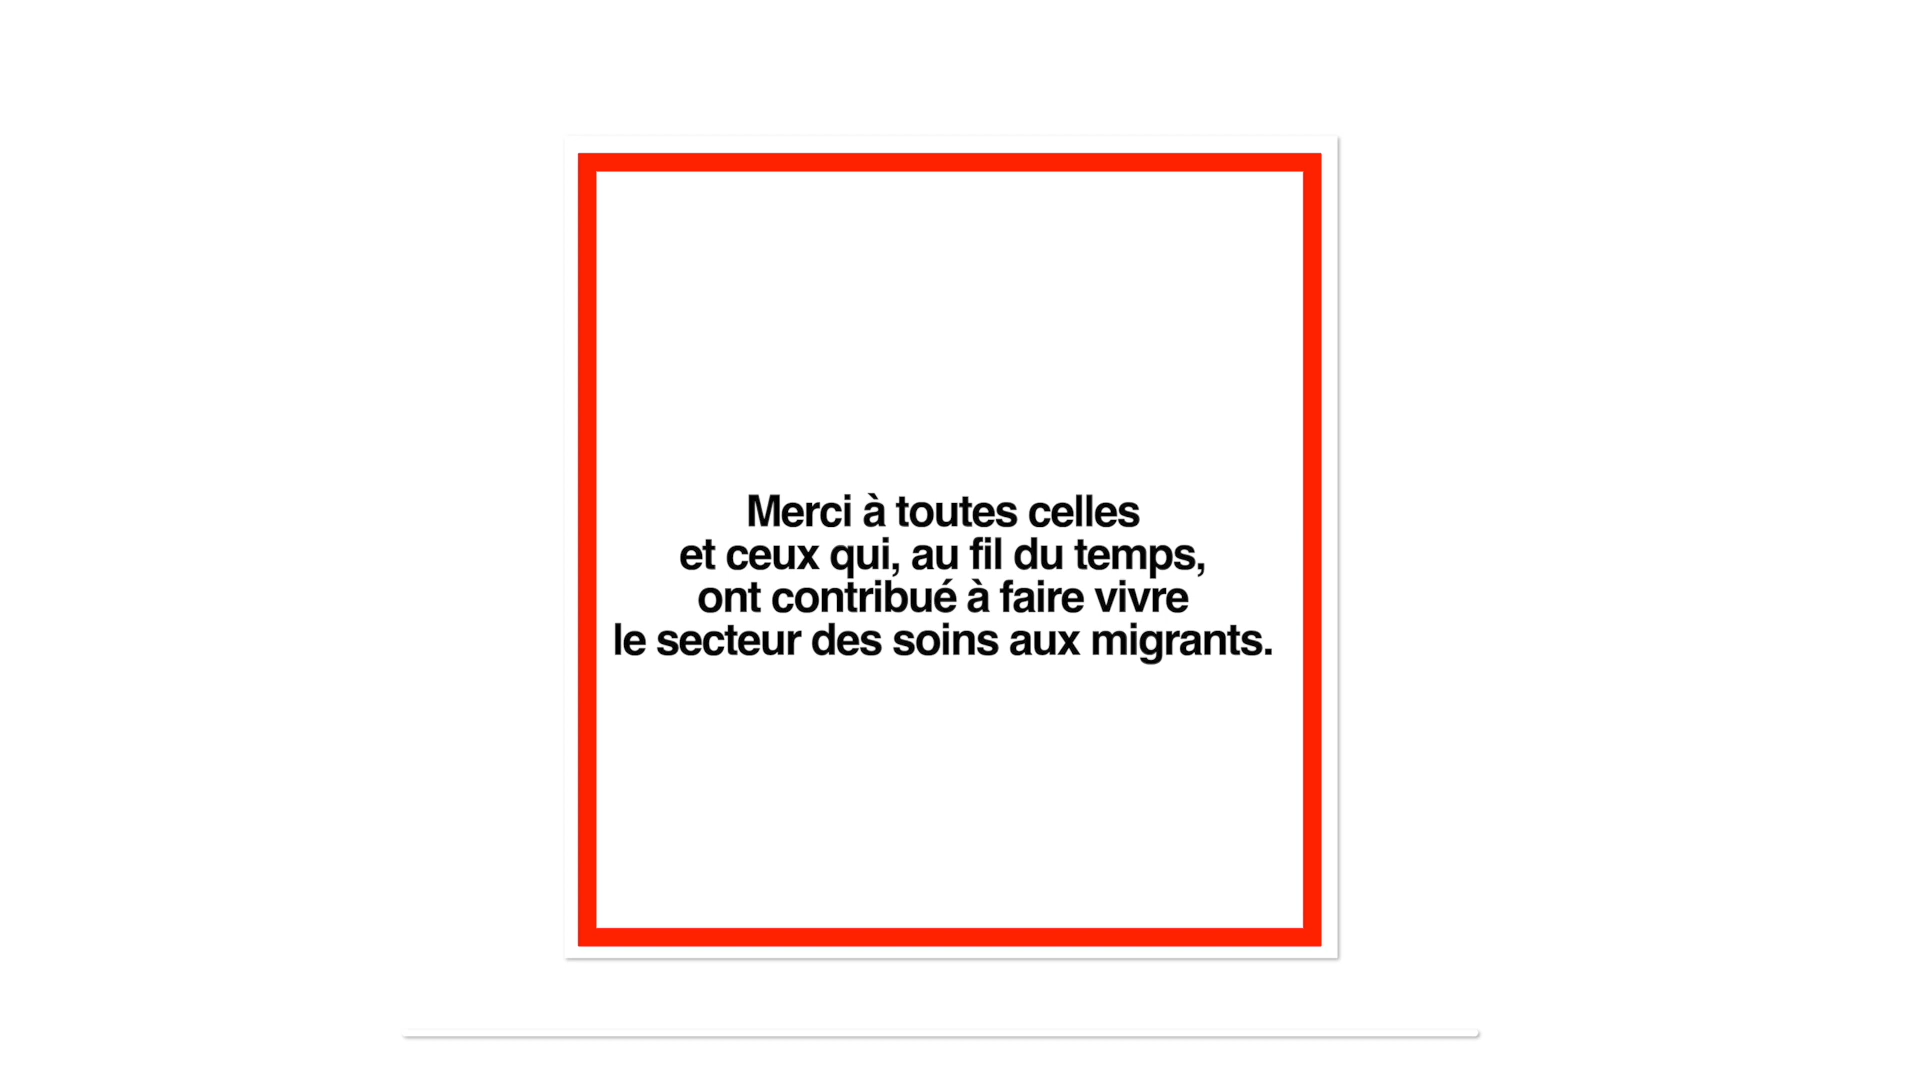 Merci à toutes celles
et ceux qui, au fil du temps,
ont contribué à faire vivre
le secteur des soins aux migrants.